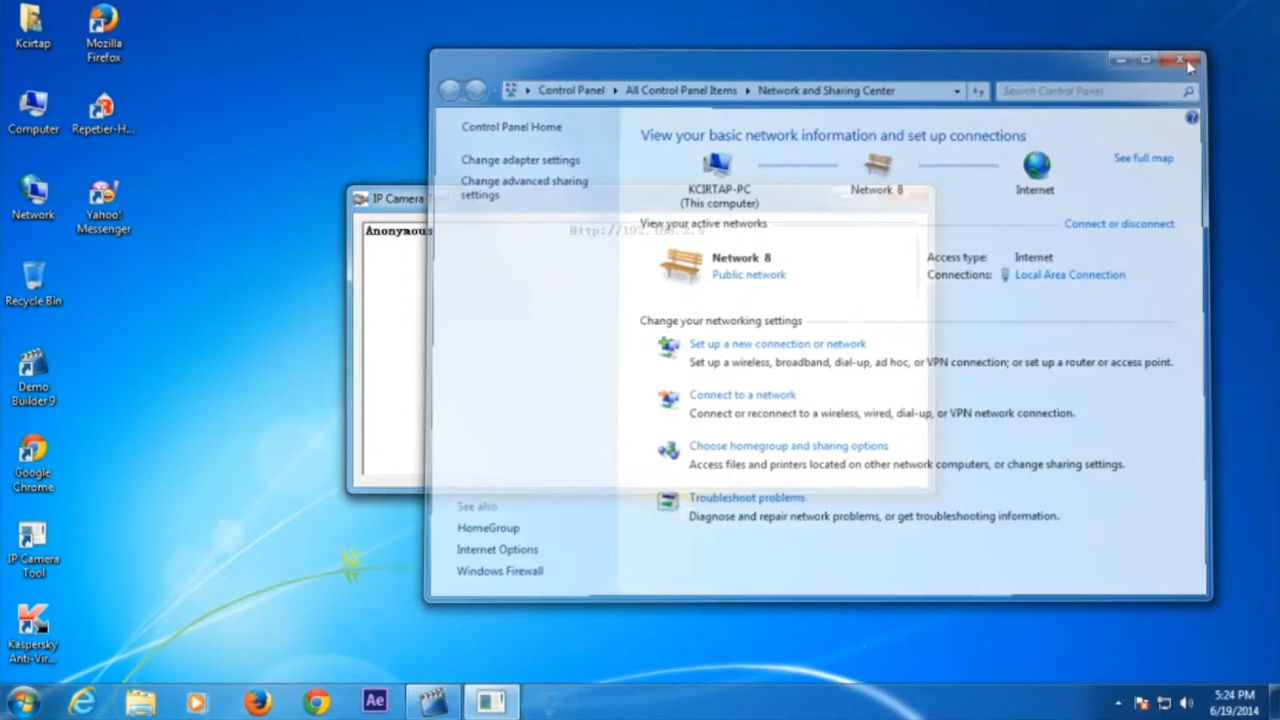 Kcirtap
Mozilla
Firefox
Computer
Repetier-H...
Network
Yahoo!
Messenger
Recycle Bin
Demo
Builder9
Google
Chrome
IP Camera
Tool
Kaspersky
Anti-Vir...
Control Panel
All Control Panel Items
Network and Sharing Center
Search Control Panel
Control Panel Home
Change adapter settings
Change advanced sharing
settings
View your basic network information and set up connections
See full map
KCIRTAP-PC
(This computer)
Network 8
Internet
View your active networks
Connect or disconnect
Network 8
Public network
Access type:
Internet
Connections:
Local Area Connection
Change your networking settings
Set up a new connection or network
Set up a wireless, broadband, dial-up, ad hoc, or VPN connection; or set up a router or access point.
Connect to a network
Connect or reconnect to a wireless, wired, dial-up, or VPN network connection.
Choose homegroup and sharing options
Access files and printers located on other network computers, or change sharing settings.
Troubleshoot problems
Diagnose and repair network problems, or get troubleshooting information.
See also
HomeGroup
Internet Options
Windows Firewall
IP Camera
Anonymous
Ae
5:24 PM
6/19/2014